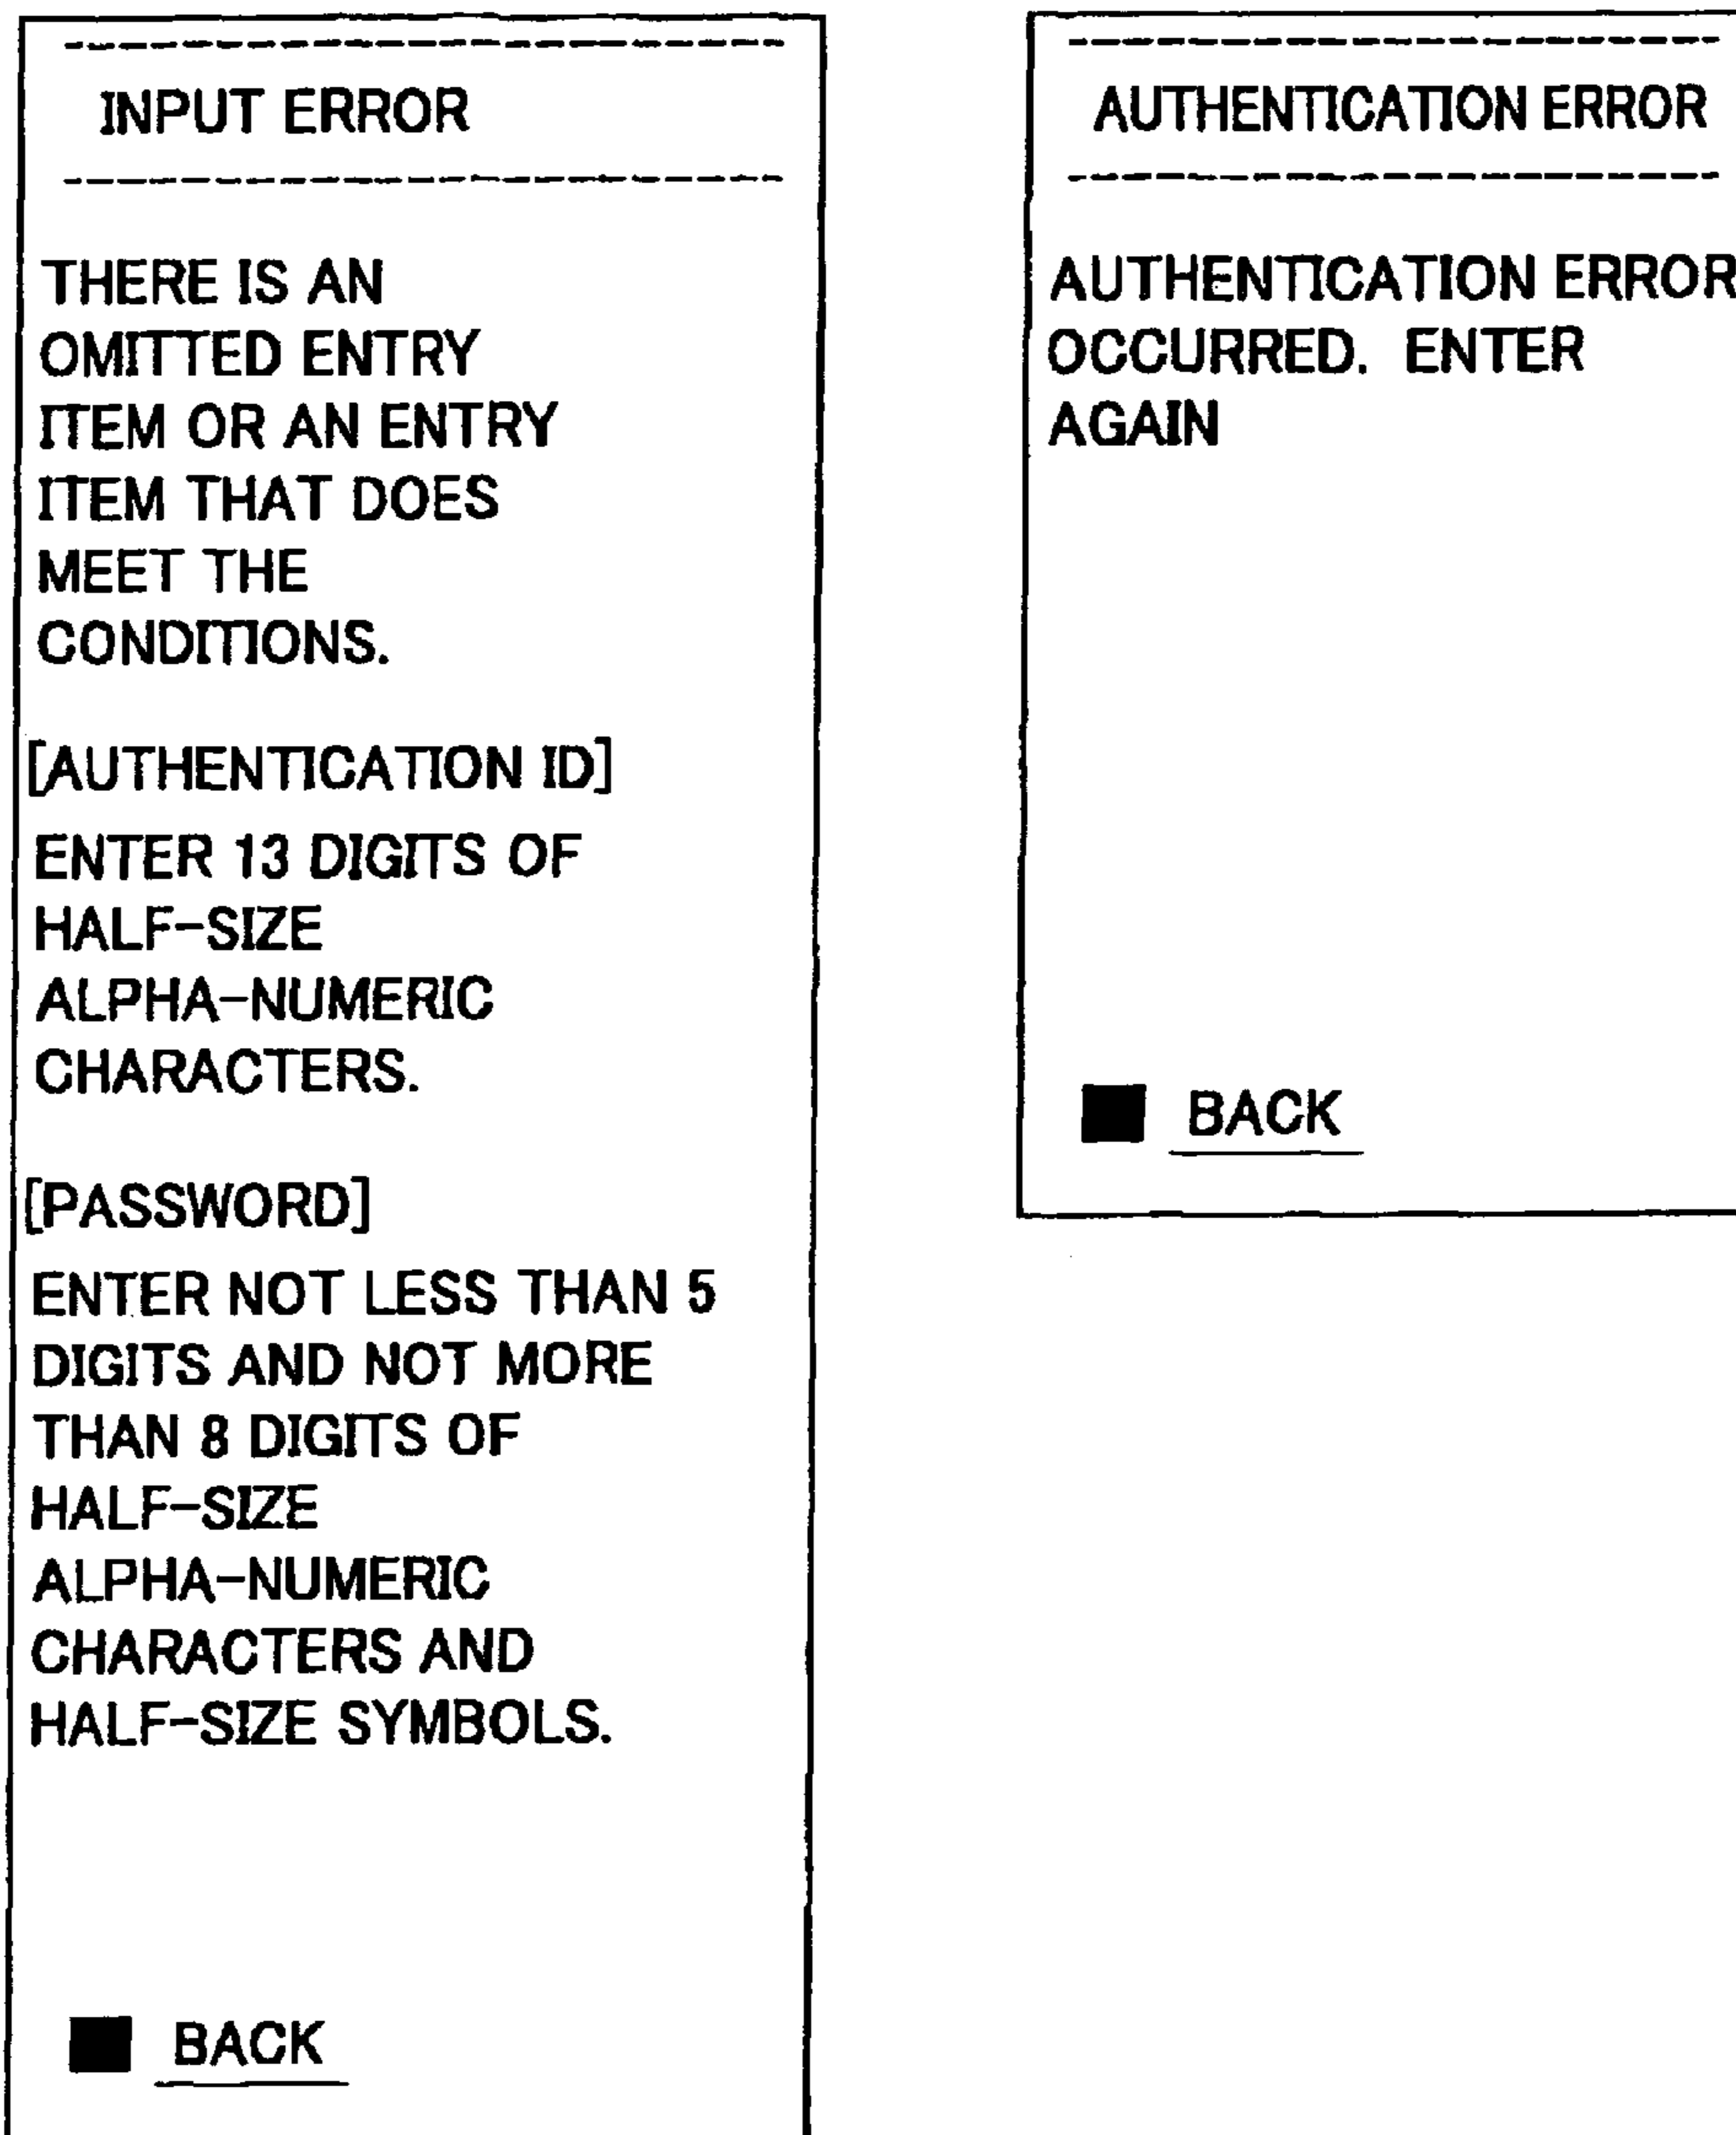 INPUT ERROR
THERE IS AN
OMITTED ENTRY
ITEM OR AN ENTRY
ITEM THAT DOES
MEET THE
CONDITIONS.
[AUTHENTICATION ID]
ENTER 13 DIGITS OF
HALF-SIZE
ALPHA-NUMERIC
CHARACTERS.
[PASSWORD]
ENTER NOT LESS THAN 5
DIGITS AND NOT MORE
THAN 8 DIGITS OF
HALF-SIZE
ALPHA-NUMERIC
CHARACTERS AND
HALF-SIZE SYMBOLS.
BACK
AUTHENTICATION ERROR
AUTHENTICATION ERROR
OCCURRED. ENTER
AGAIN
BACK